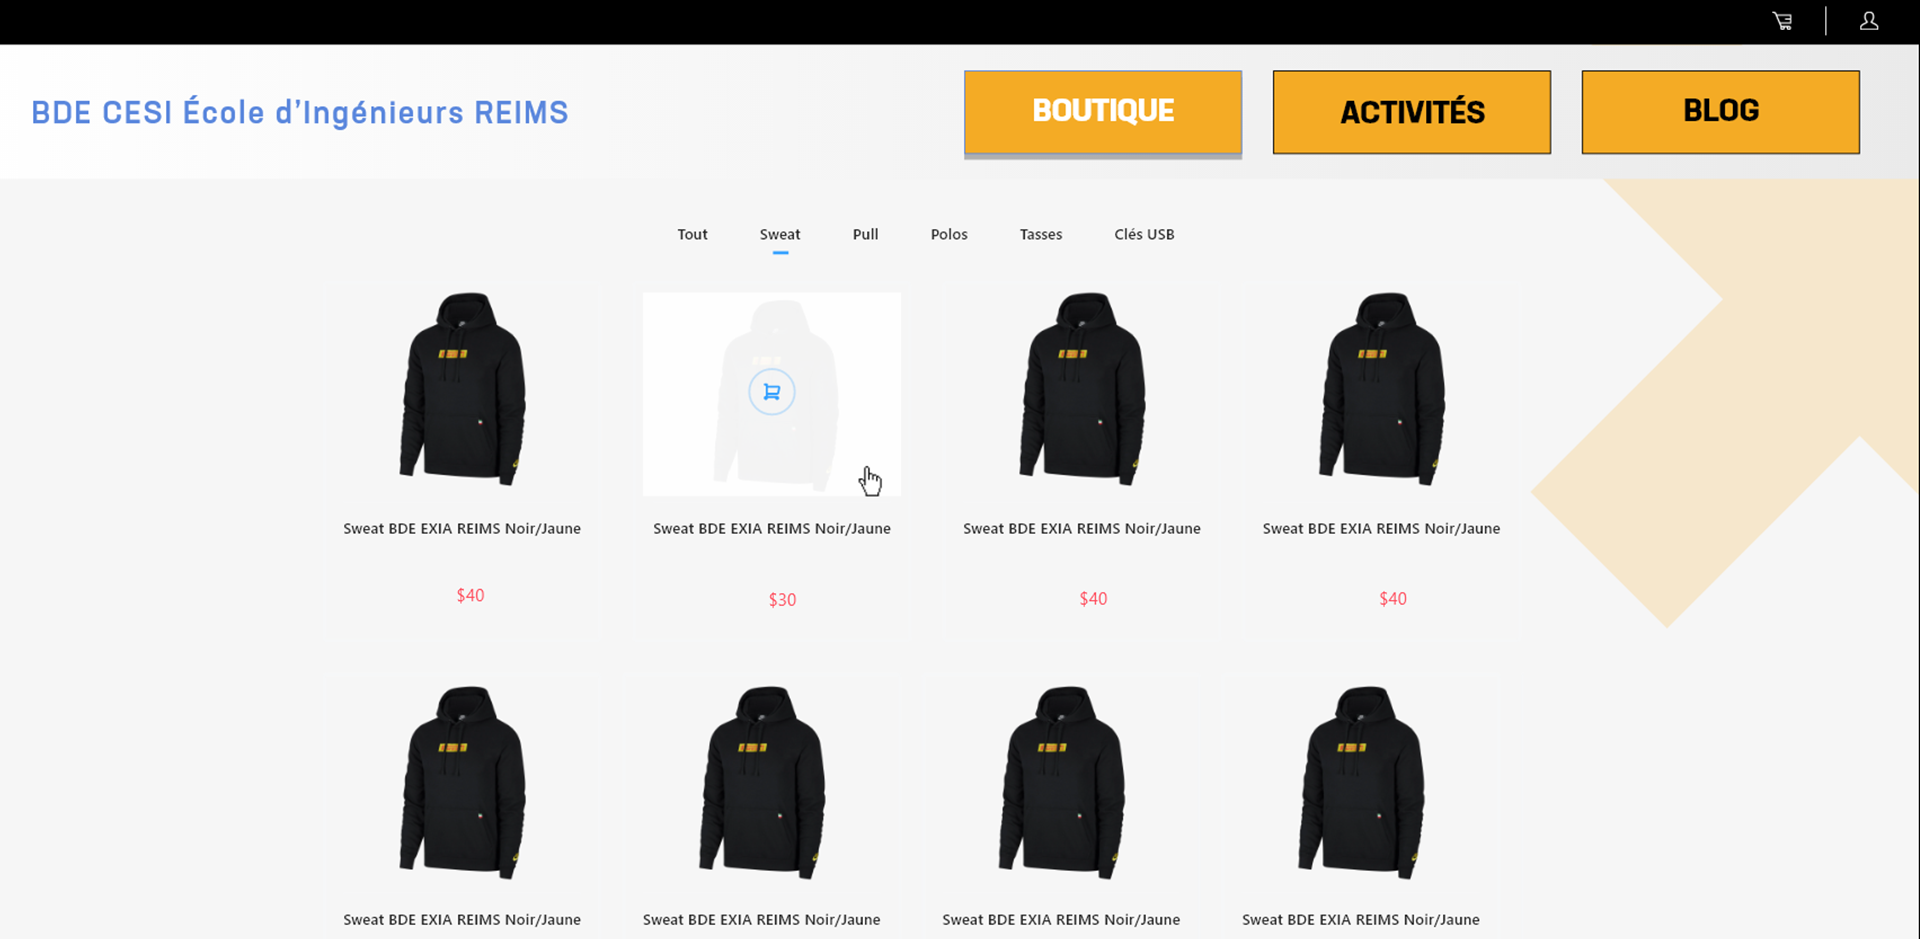 BDE CESI École d’Ingénieurs REIMS
BOUTIQUE
ACTIVITÉS
BLOG
Tout
Sweat
Pull
Polos
Tasses
Clés USB
Sweat BDE EXIA REIMS Noir/Jaune
Sweat BDE EXIA REIMS Noir/Jaune
Sweat BDE EXIA REIMS Noir/Jaune
Sweat BDE EXIA REIMS Noir/Jaune
$40
$30
$40
$40
Sweat BDE EXIA REIMS Noir/Jaune
Sweat BDE EXIA REIMS Noir/Jaune
Sweat BDE EXIA REIMS Noir/Jaune
Sweat BDE EXIA REIMS Noir/Jaune